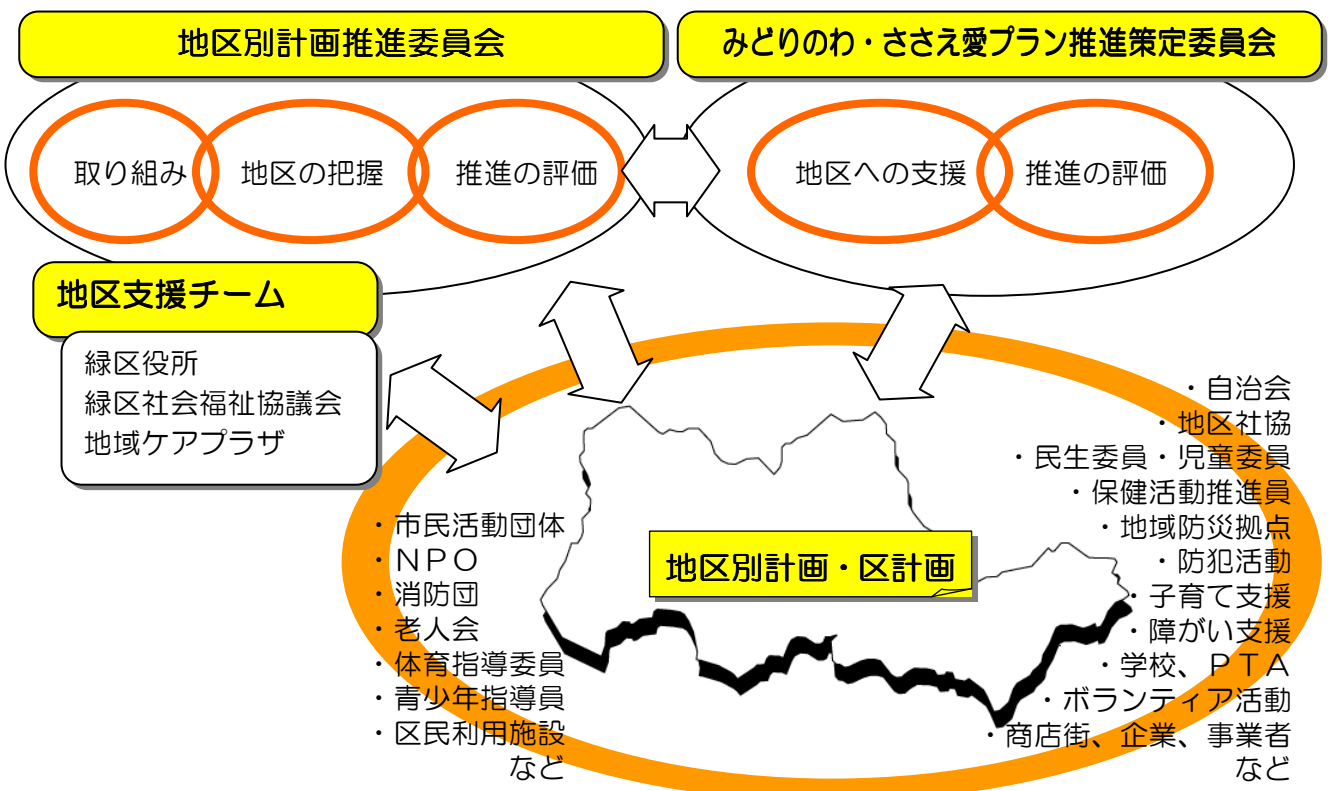 地区別計画推進委員会
みどりのわ・ささえ愛プラン推進策定委員会
取り組み
地区の把握
推進の評価
地区への支援
推進の評価
地区支援チーム
緑区役所
緑区社会福祉協議会
地域ケアプラザ
・市民活動団体
・ＮＰＯ
・消防団
・老人会
・体育指導委員
・青少年指導員
・区民利用施設
など
地区別計画・区計画
・自治会
・地区社協
・民生委員・児童委員
・保健活動推進員
・地域防災拠点
・防犯活動
・子育て支援
・障がい支援
・学校、ＰＴＡ
・ボランティア活動
・商店街、企業、事業者
など